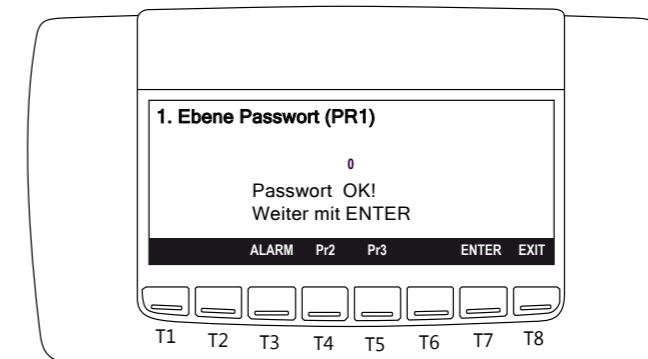 1. Ebene Passwort (PR1)
0
Passwort OK!
Weiter mit ENTER
ALARM Pr2 Pr3 ENTER EXIT
T1 T2 T3 T4 T5 T6 T7 T8